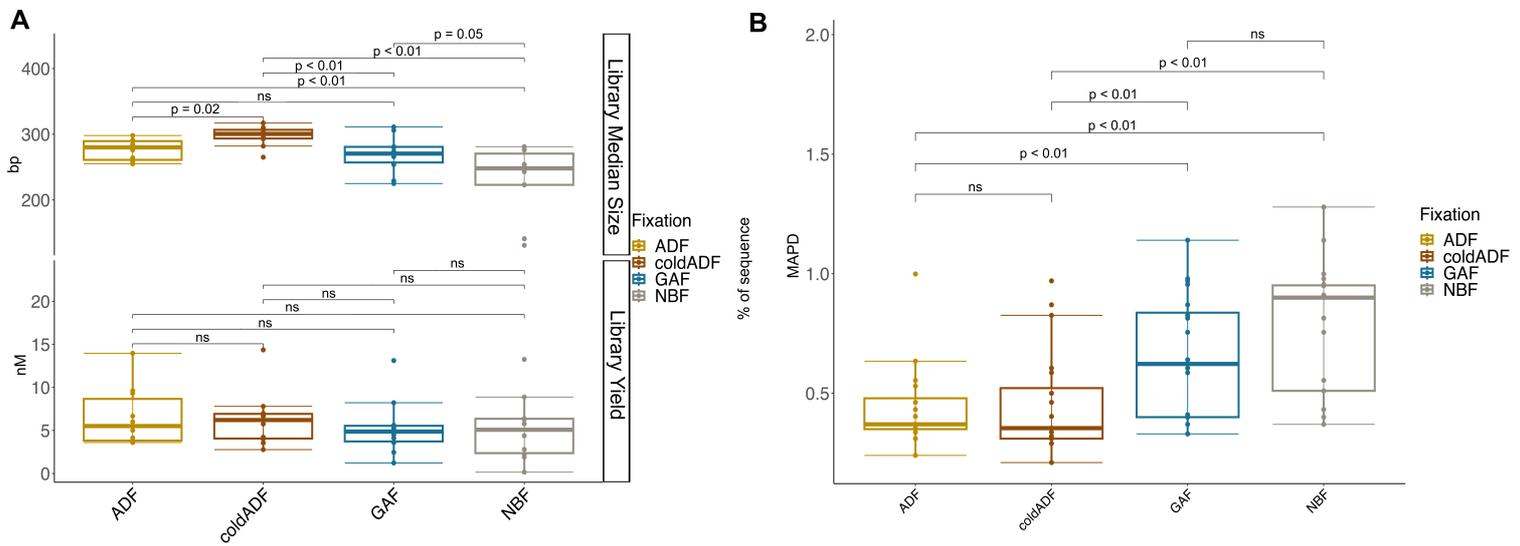 A
p = 0.05
p < 0.01
p < 0.01
p < 0.01
ns
p = 0.02
400
300
200
bp
Library Median Size
ns
ns
ns
ns
ns
ns
20
15
10
5
0
nM
Library Yield
ADF
coldADF
GAF
NBF
Fixation
ADF
coldADF
GAF
NBF
B
% of sequence
MAPD
2.0
1.5
1.0
0.5
ns
p < 0.01
p < 0.01
p < 0.01
p < 0.01
ns
ADF
coldADF
GAF
NBF
Fixation
ADF
coldADF
GAF
NBF